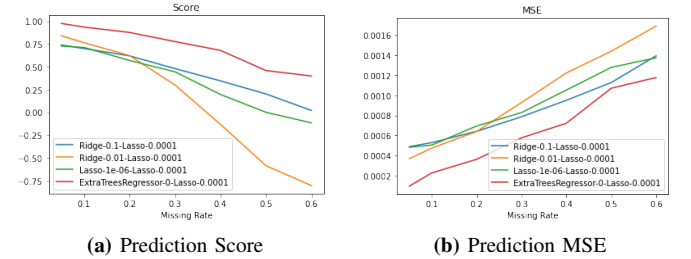 Score
1.00
0.75
0.50
0.25
0.00
−0.25
−0.50
−0.75
Ridge-0.1-Lasso-0.0001
Ridge-0.01-Lasso-0.0001
Lasso-1e-06-Lasso-0.0001
ExtraTreesRegressor-0-Lasso-0.0001
0.1 0.2 0.3 0.4 0.5 0.6
Missing Rate
(a) Prediction Score
MSE
0.0016
0.0014
0.0012
0.0010
0.0008
0.0006
0.0004
0.0002
Ridge-0.1-Lasso-0.0001
Ridge-0.01-Lasso-0.0001
Lasso-1e-06-Lasso-0.0001
ExtraTreesRegressor-0-Lasso-0.0001
0.1 0.2 0.3 0.4 0.5 0.6
Missing Rate
(b) Prediction MSE